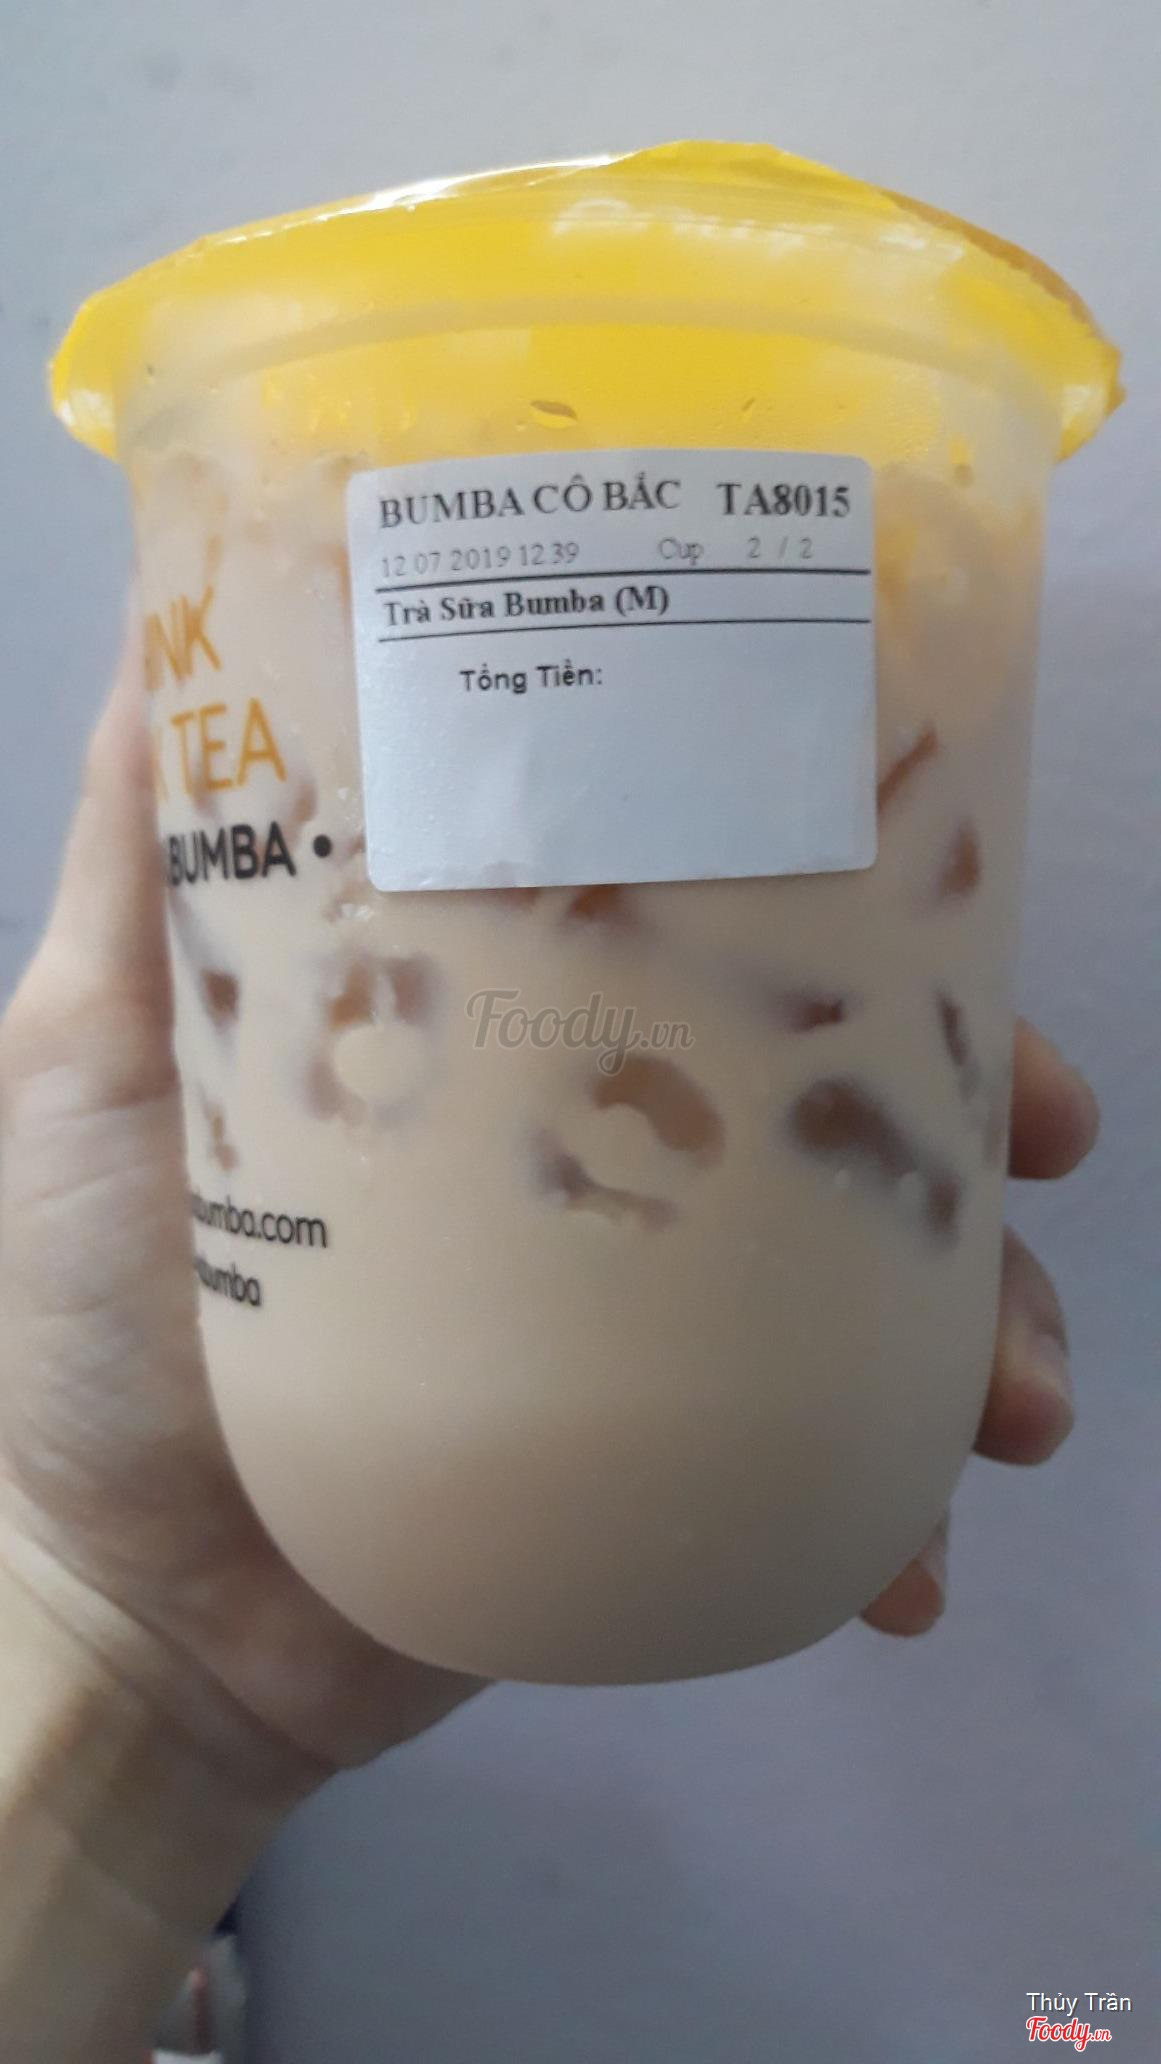 BUMBA CÔ BẮC TA8015
12 07 2019 12 39 Cup 2 / 2
Trà Sữa Bumba (M)
Tổng Tiền:
TEA
BUMBA •
Foody.vn
Thủy Trần
Foody.vn